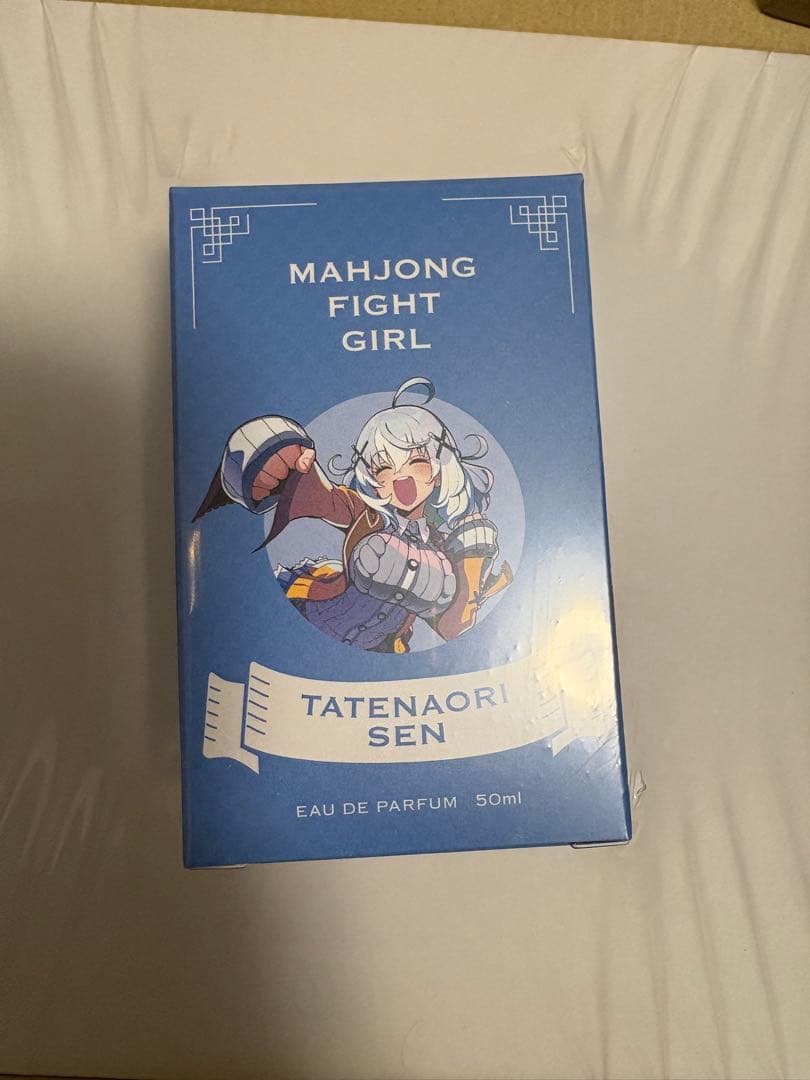 MAHJONG
FIGHT
GIRL
TATENAORI
SEN
EAU DE PARFUM 50ml